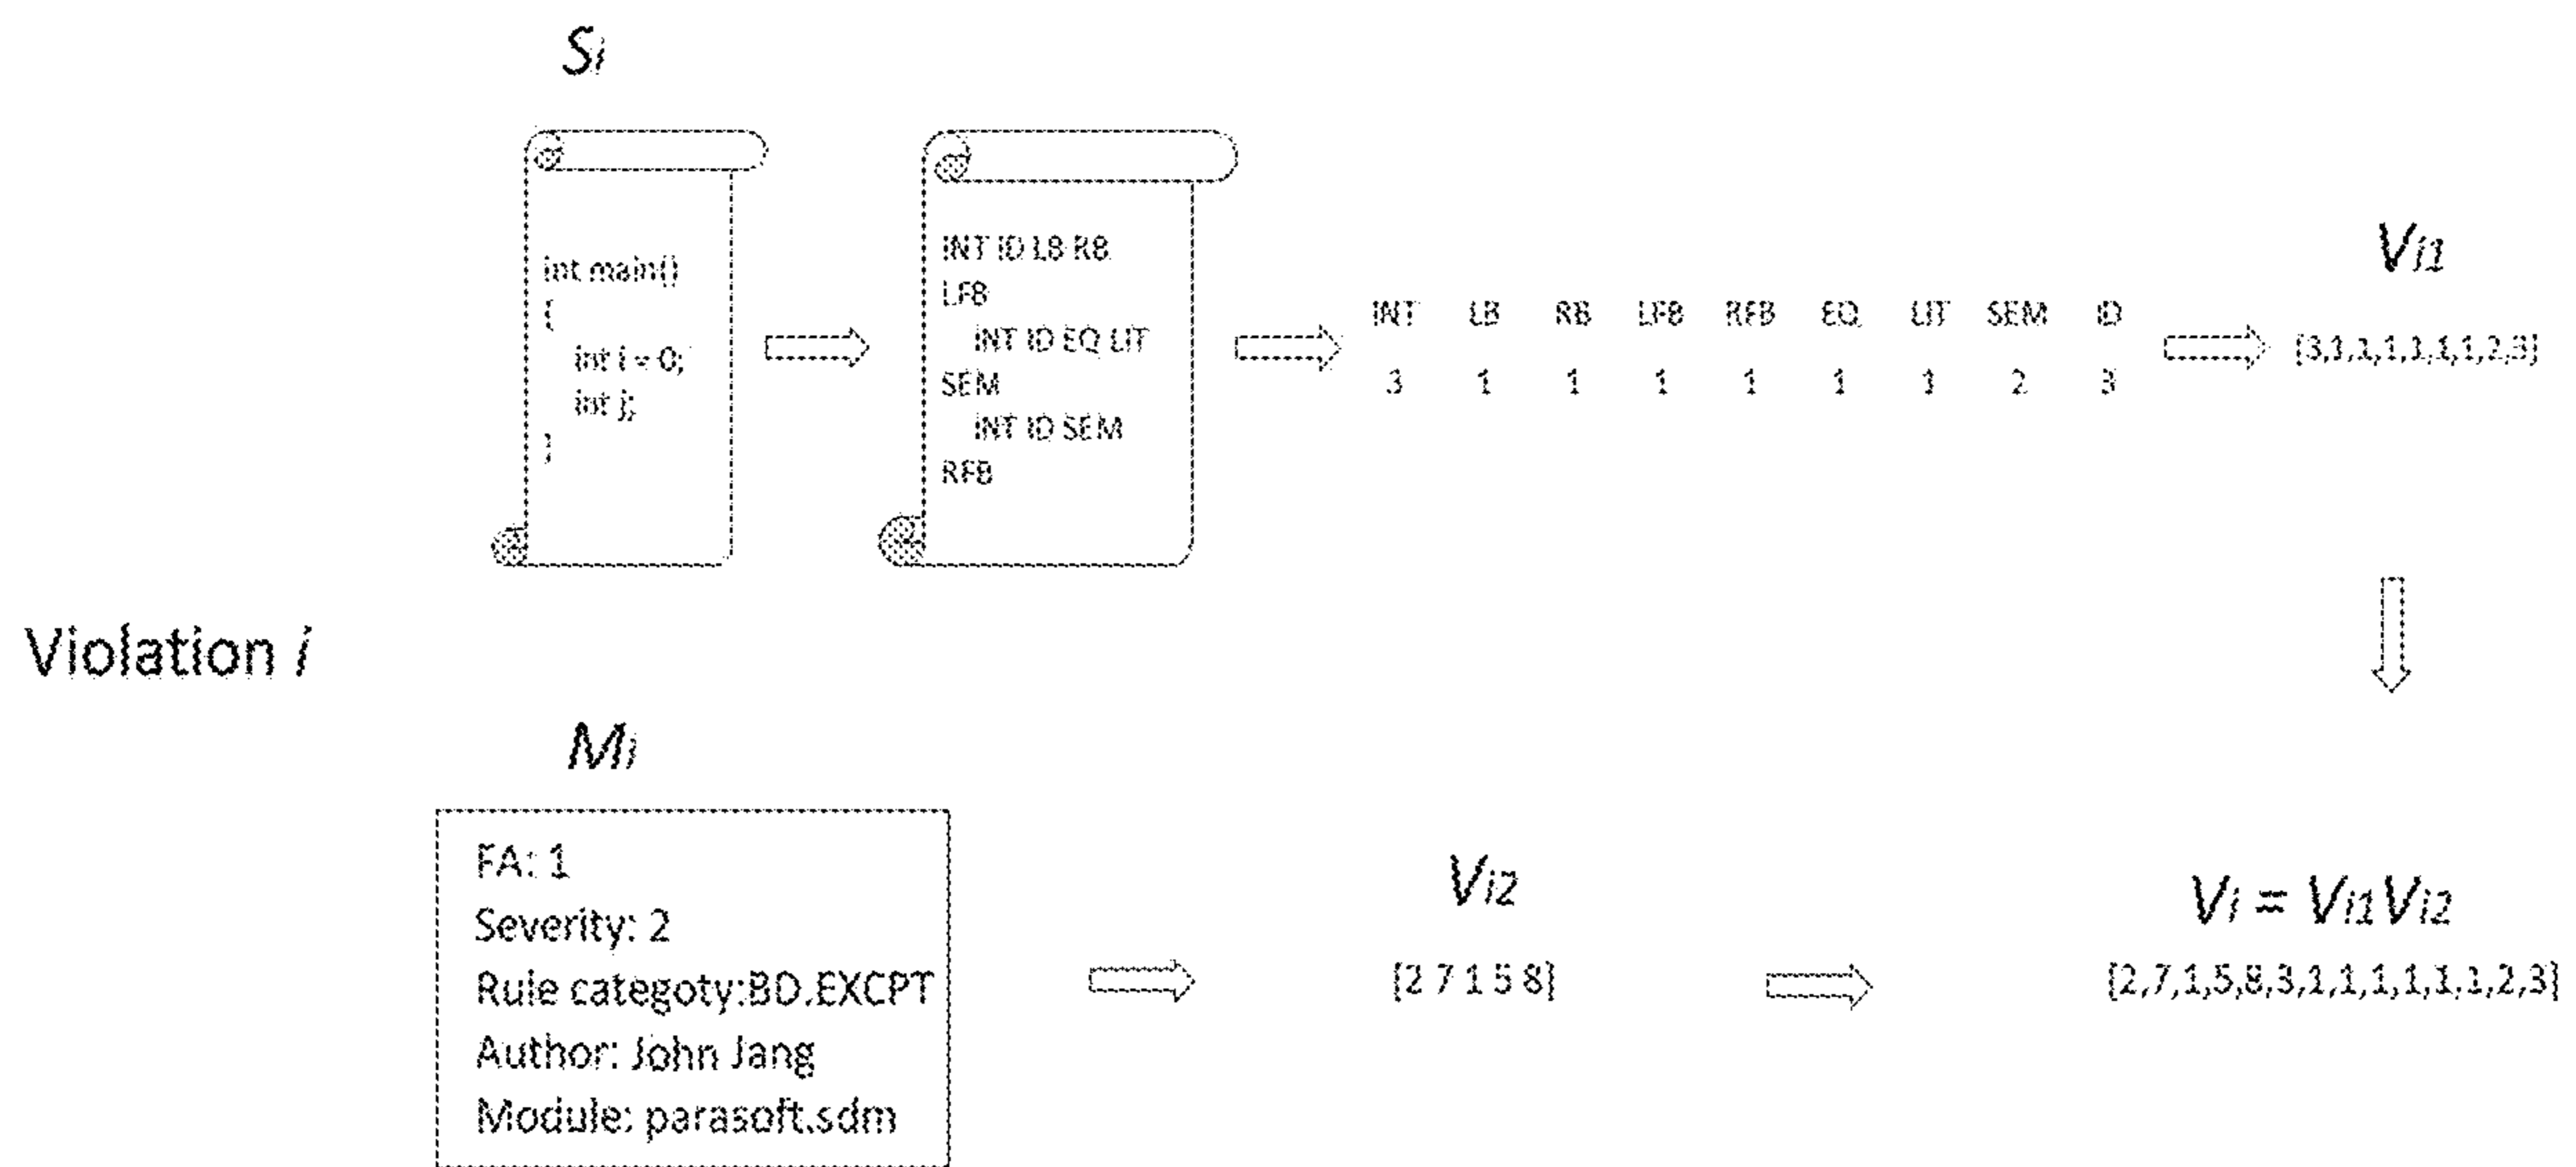 Si
int main()
{
int i = 0;
int j;
}
INT ID LB RB
LFB
INT ID EQ LIT
SEM
INT ID SEM
RFB
INT LB RB LFB RFB EQ LIT SEM ID
3 1 1 1 1 1 1 2 3
Vi1
[3,1,1,1,1,1,1,2,3]
Violation i
Mi
FA: 1
Severity: 2
Rule categoty:BD.EXCPT
Author: John Jang
Module: parasoft.sdm
Vi2
[2 7 1 5 8]
Vi = Vi1Vi2
[2,7,1,5,8,3,1,1,1,1,1,1,2,3]